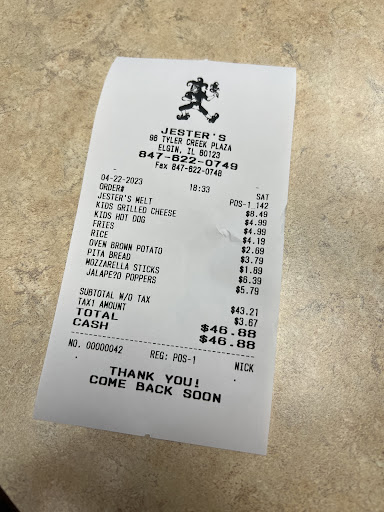 JESTER'S
96 TYLER CREEK PLAZA
ELGIN, IL 60123
847-622-0749
Fax 847-622-0748
04-22-2023 18:33 SAT
ORDER# POS-1 142
JESTER'S MELT $8.49
KIDS GRILLED CHEESE $4.99
KIDS HOT DOG $4.99
FRIES $4.19
RICE $2.69
OVEN BROWN POTATO $3.79
PITA BREAD $1.89
MOZZARELLA STICKS $6.39
JALAPE?O POPPERS $5.79
SUBTOTAL W/O TAX $43.21
TAX1 AMOUNT $3.67
TOTAL $46.88
CASH $46.88
NO. 00000042 REG: POS-1 NICK
THANK YOU!
COME BACK SOON